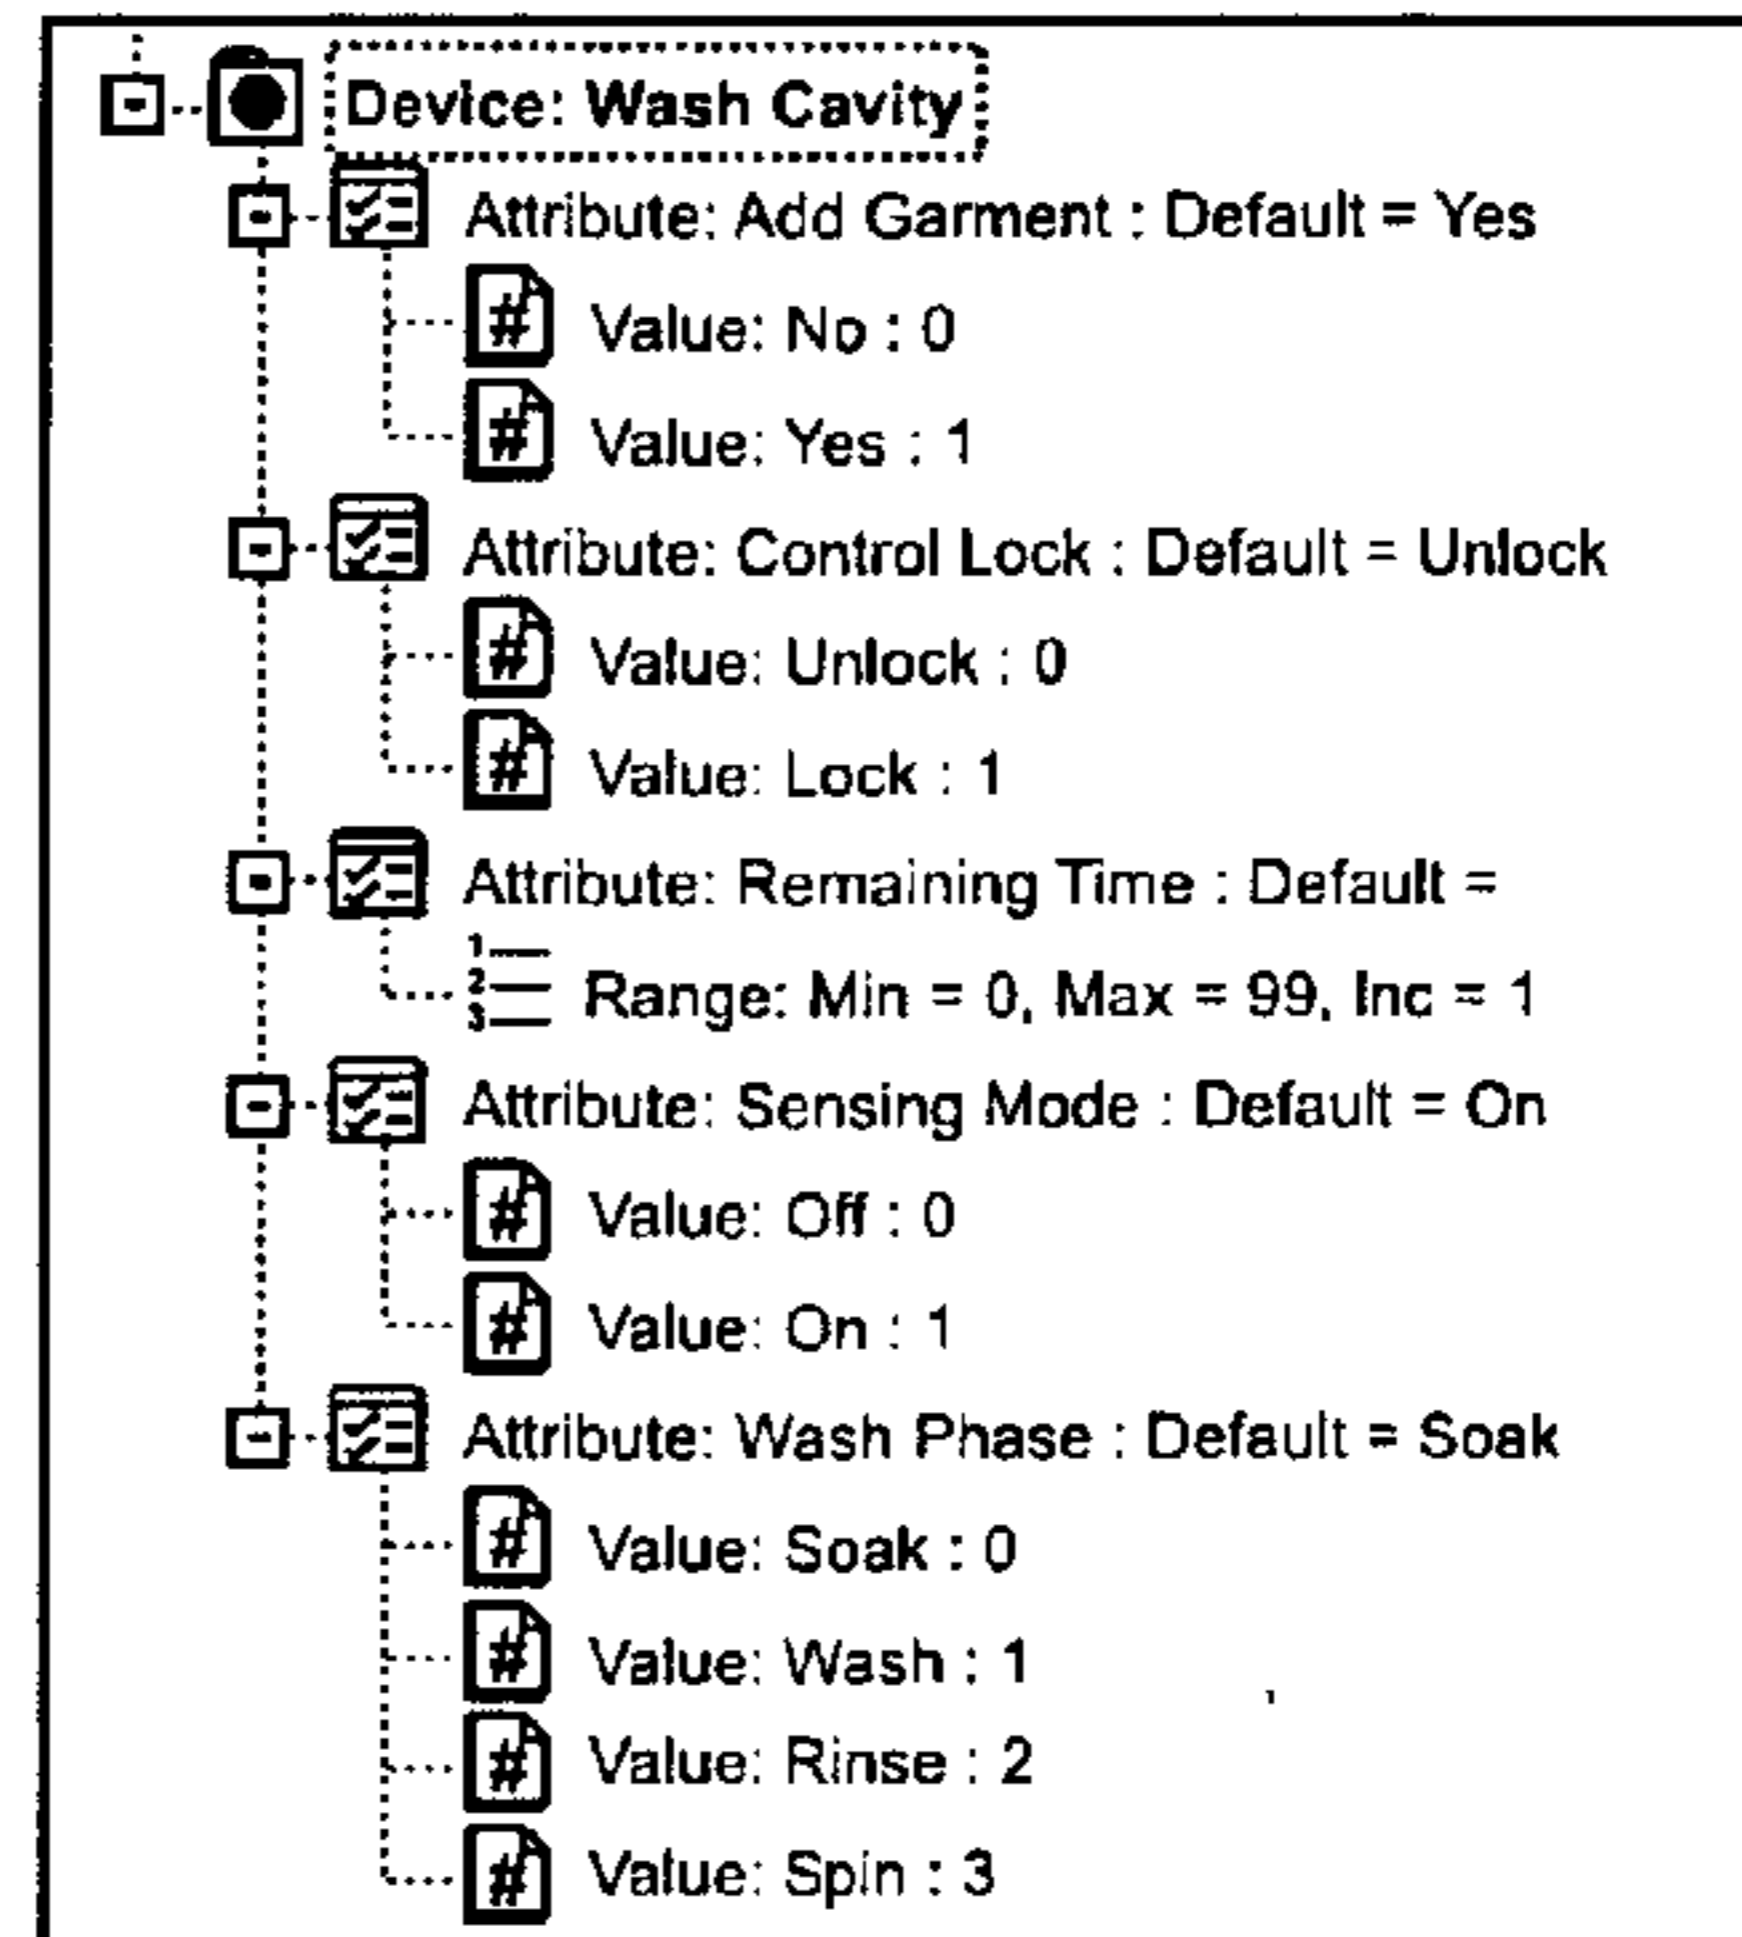 Device: Wash Cavity
Attribute: Add Garment : Default = Yes
# Value: No : 0
# Value: Yes : 1
Attribute: Control Lock : Default = Unlock
# Value: Unlock : 0
# Value: Lock : 1
Attribute: Remaining Time : Default =
1 2 3 Range: Min = 0, Max = 99, Inc = 1
Attribute: Sensing Mode : Default = On
# Value: Off : 0
# Value: On : 1
Attribute: Wash Phase : Default = Soak
# Value: Soak : 0
# Value: Wash : 1
# Value: Rinse : 2
# Value: Spin : 3